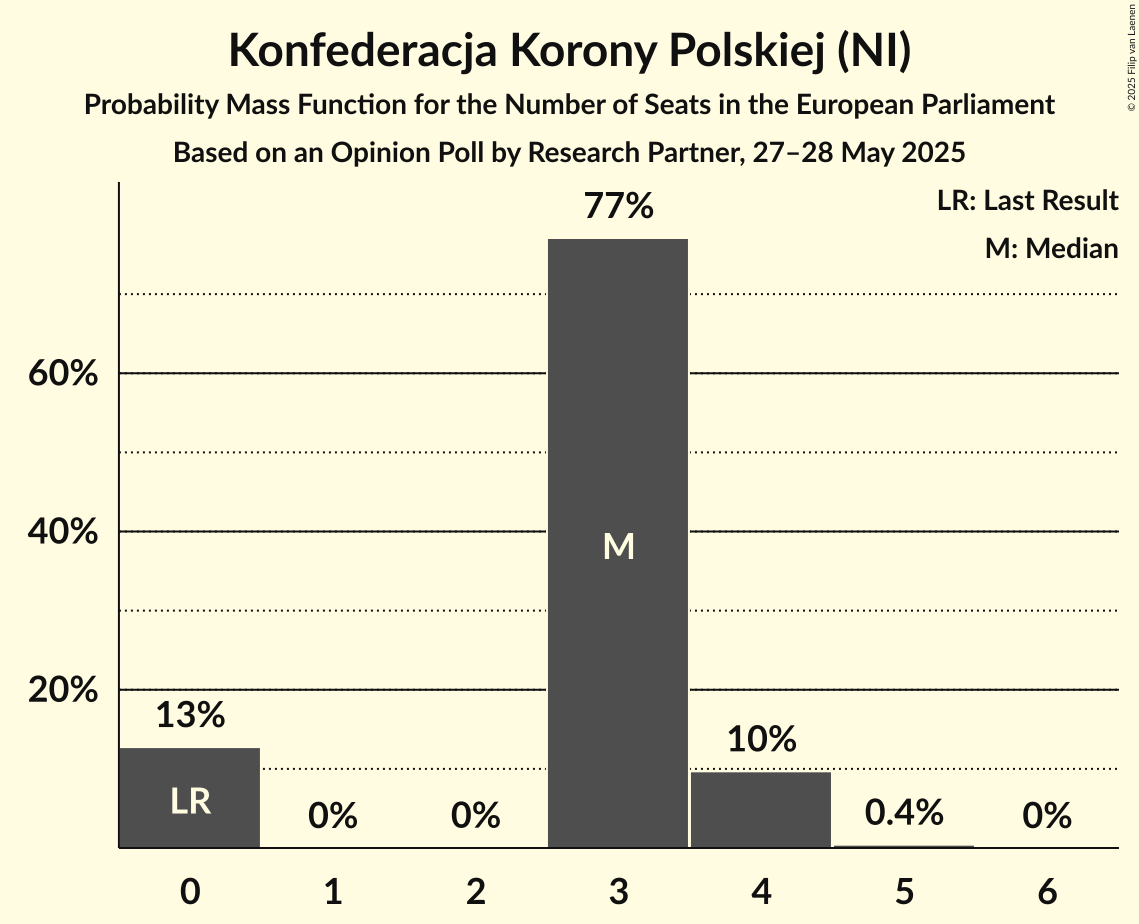 Konfederacja Korony Polskiej (NI)
Probability Mass Function for the Number of Seats in the European Parliament
Based on an Opinion Poll by Research Partner, 27–28 May 2025
© 2025 Filip van Laenen
LR: Last Result
M: Median
77%
60%
40%
20%
M
13%
LR
0%
0%
10%
0.4%
0%
0 1 2 3 4 5 6